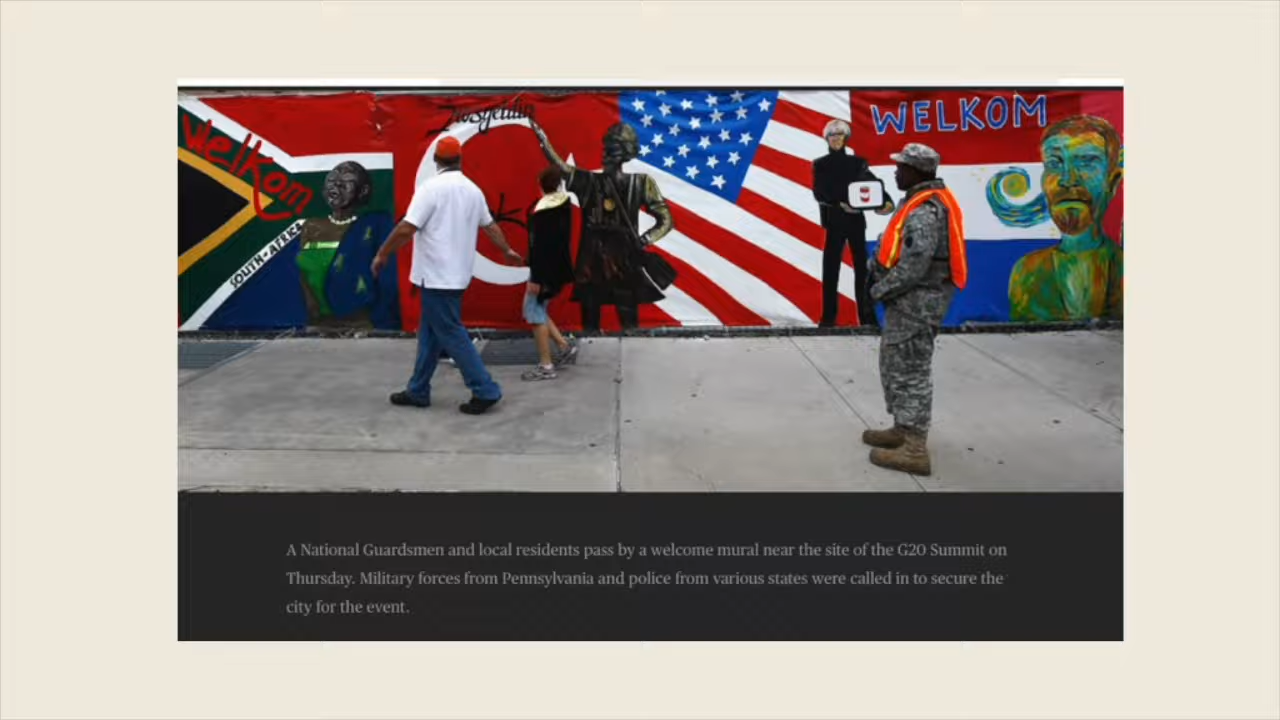 Welkom
SOUTH-AFRICA
WELKOM
A National Guardsmen and local residents pass by a welcome mural near the site of the G20 Summit on
Thursday. Military forces from Pennsylvania and police from various states were called in to secure the
city for the event.